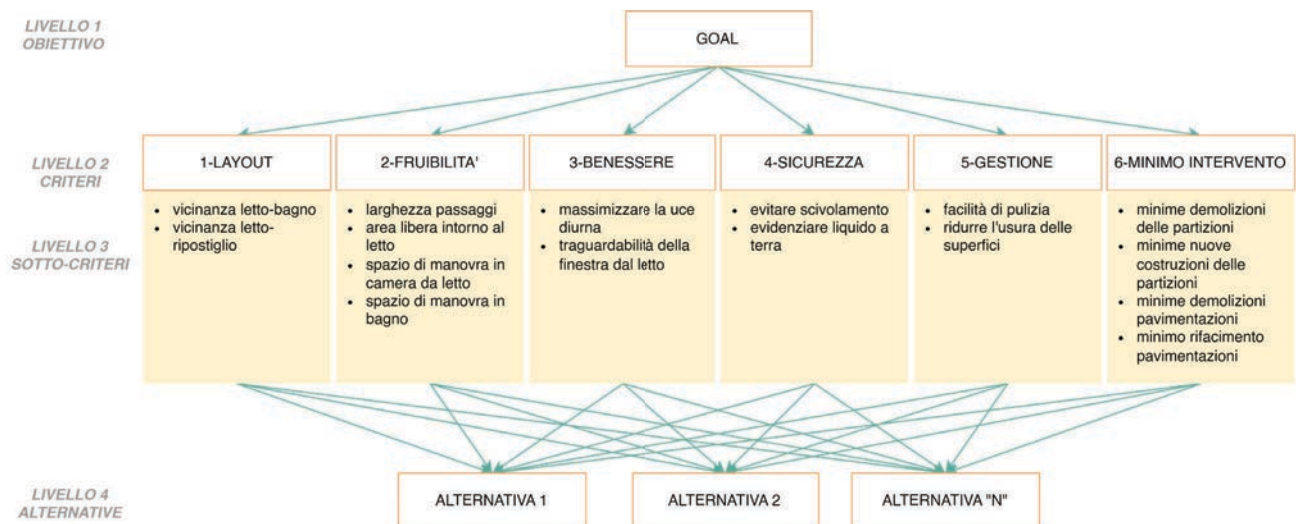 LIVELLO 1
OBIETTIVO
GOAL
LIVELLO 2
CRITERI
1-LAYOUT
2-FRUIBILITA'
3-BENESSERE
4-SICUREZZA
5-GESTIONE
6-MINIMO INTERVENTO
LIVELLO 3
SOTTO-CRITERI
• vicinanza letto-bagno
• vicinanza letto-
ripostiglio
• larghezza passaggi
• area libera intorno al
letto
• spazio di manovra in
camera da letto
• spazio di manovra in
bagno
• massimizzare la uce
diurna
• traguardabilità della
finestra dal letto
• evitare scivolamento
• evidenziare liquido a
terra
• facilità di pulizia
• ridurre l'usura delle
superfici
• minime demolizioni
delle partizioni
• minime nuove
costruzioni delle
partizioni
• minime demolizioni
pavimentazioni
• minimo rifacimento
pavimentazioni
LIVELLO 4
ALTERNATIVE
ALTERNATIVA 1
ALTERNATIVA 2
ALTERNATIVA "N"